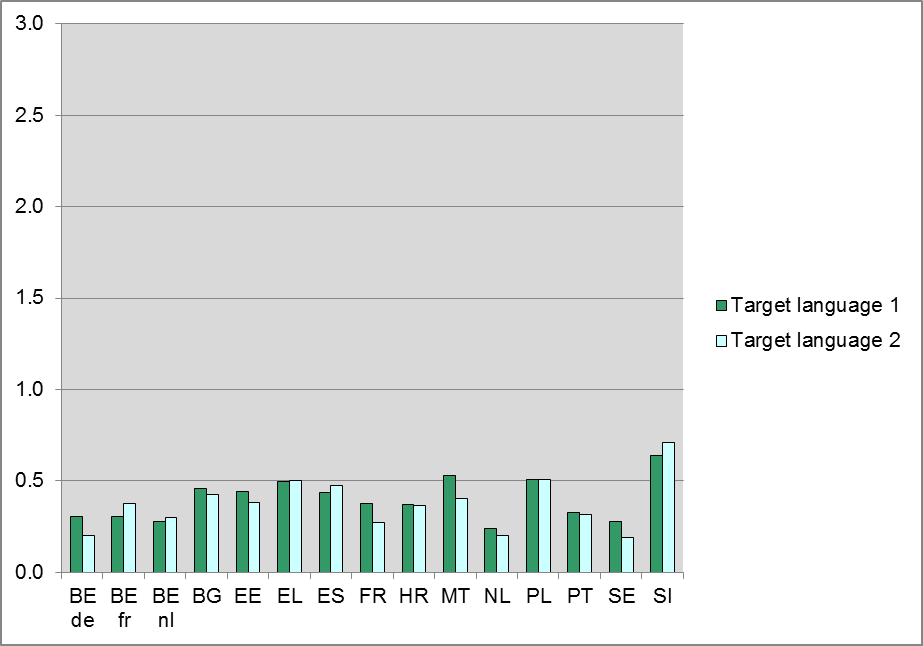 3.0
2.5
2.0
1.5
1.0
0.5
0.0
BE BE BE BG EE EL ES FR HR MT NL PL PT SE SI
de fr nl
Target language 1
Target language 2